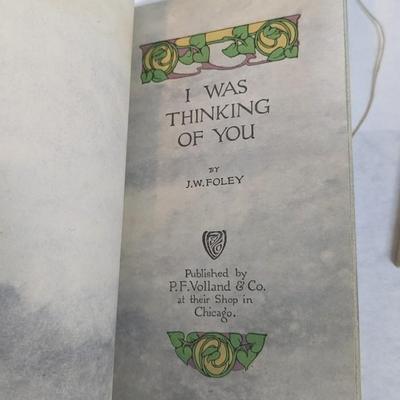 I WAS
THINKING
OF YOU
BY
J.W. FOLEY
Published by
P.F. Volland & Co.
at their Shop in
Chicago.